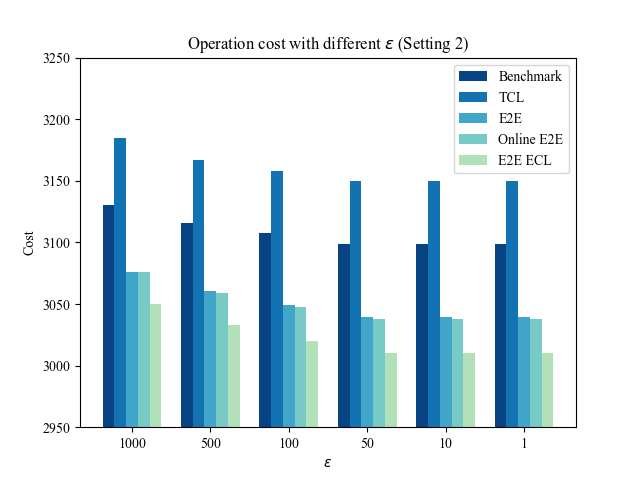 Operation cost with different ε (Setting 2)
3250
3200
3150
3100
3050
3000
2950
Cost
Benchmark
TCL
E2E
Online E2E
E2E ECL
1000 500 100 50 10 1
ε